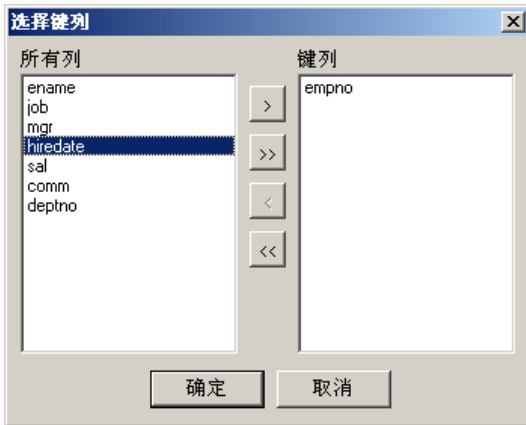 选择键列
所有列
键列
ename
job
mgr
hiredate
sal
comm
deptno
>
>>
<
<<
empno
确定
取消